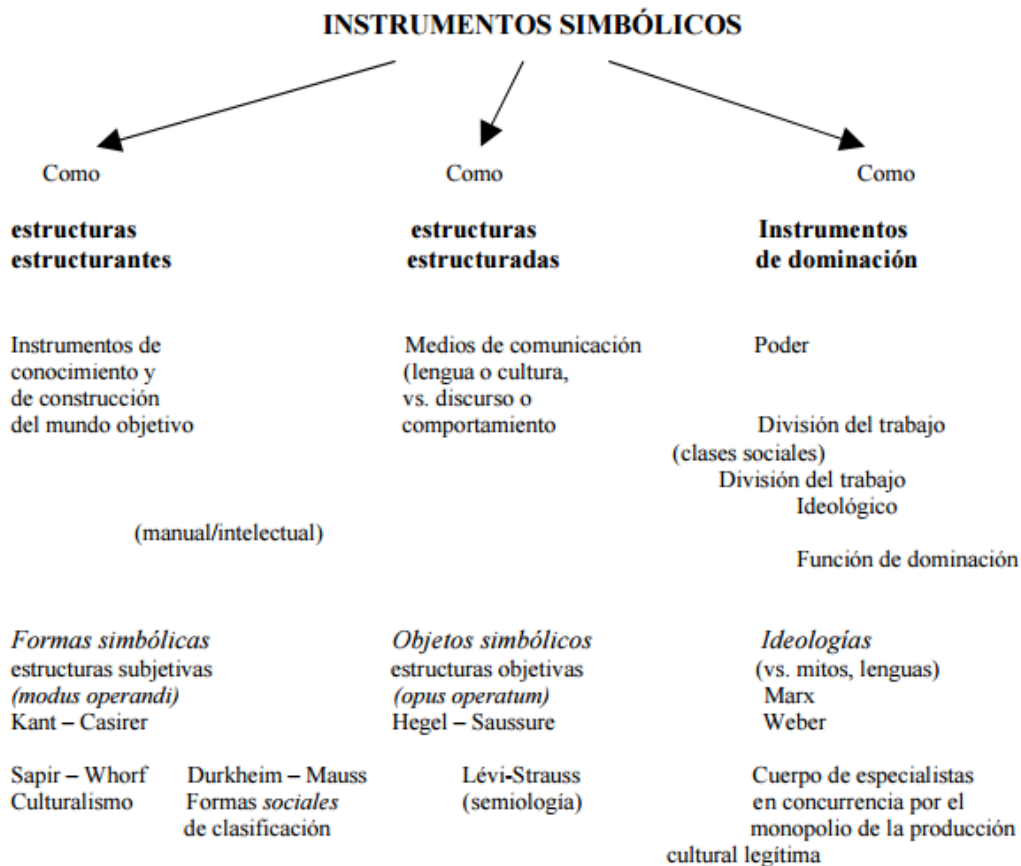 INSTRUMENTOS SIMBÓLICOS
Como
estructuras
estructurantes
Como
estructuras
estructuradas
Como
Instrumentos
de dominación
Instrumentos de
conocimiento y
de construcción
del mundo objetivo
Medios de comunicación
(lengua o cultura,
vs. discurso o
comportamiento
Poder
División del trabajo
(clases sociales)
División del trabajo
Ideológico
(manual/intelectual)
Función de dominación
Formas simbólicas
estructuras subjetivas
(modus operandi)
Kant – Casirer
Objetos simbólicos
estructuras objetivas
(opus operatum)
Hegel – Saussure
Ideologías
(vs. mitos, lenguas)
Marx
Weber
Sapir – Whorf
Culturalismo
Durkheim – Mauss
Formas sociales
de clasificación
Lévi-Strauss
(semiología)
Cuerpo de especialistas
en concurrencia por el
monopolio de la producción
cultural legítima